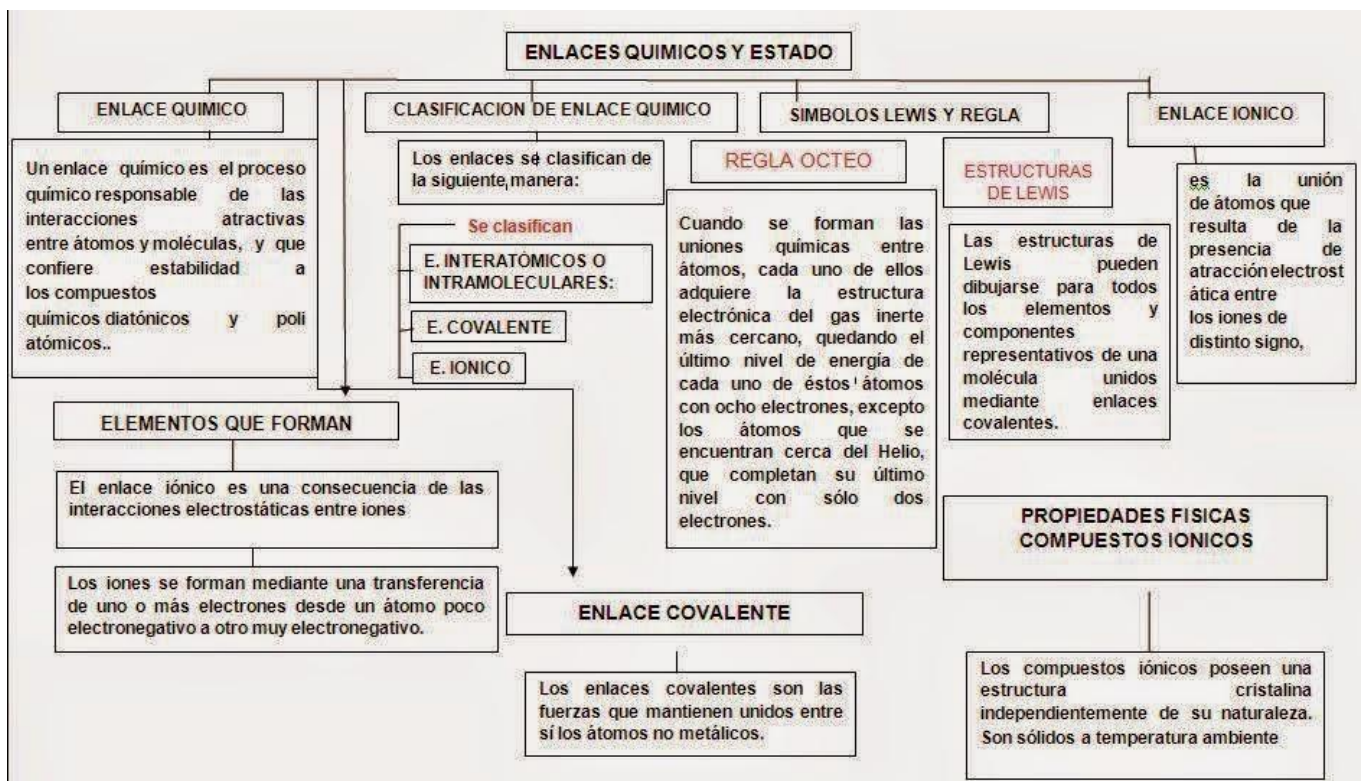 ENLACES QUIMICOS Y ESTADO
ENLACE QUIMICO
Un enlace químico es el proceso
químico responsable de las
interacciones atractivas
entre átomos y moléculas, y que
confiere estabilidad a
los compuestos
químicos diatónicos y poli
atómicos..
CLASIFICACION DE ENLACE QUIMICO
Los enlaces se clasifican de
la siguiente manera:
Se clasifican
E. INTERATÓMICOS O
INTRAMOLECULARES:
E. COVALENTE
E. IONICO
SIMBOLOS LEWIS Y REGLA
REGLA OCTEO
Cuando se forman las
uniones químicas entre
átomos, cada uno de ellos
adquiere la estructura
electrónica del gas inerte
más cercano, quedando el
último nivel de energía de
cada uno de éstos átomos
con ocho electrones, excepto
los átomos que se
encuentran cerca del Helio,
que completan su último
nivel con sólo dos
electrones.
ESTRUCTURAS
DE LEWIS
Las estructuras de
Lewis pueden
dibujarse para todos
los elementos y
componentes
representativos de una
molécula unidos
mediante enlaces
covalentes.
ENLACE IONICO
es la unión
de átomos que
resulta de la
presencia de
atracción electrost
ática entre
los iones de
distinto signo,
ELEMENTOS QUE FORMAN
El enlace iónico es una consecuencia de las
interacciones electrostáticas entre iones
Los iones se forman mediante una transferencia
de uno o más electrones desde un átomo poco
electronegativo a otro muy electronegativo.
ENLACE COVALENTE
Los enlaces covalentes son las
fuerzas que mantienen unidos entre
sí los átomos no metálicos.
PROPIEDADES FISICAS
COMPUESTOS IONICOS
Los compuestos iónicos poseen una
estructura cristalina
independientemente de su naturaleza.
Son sólidos a temperatura ambiente